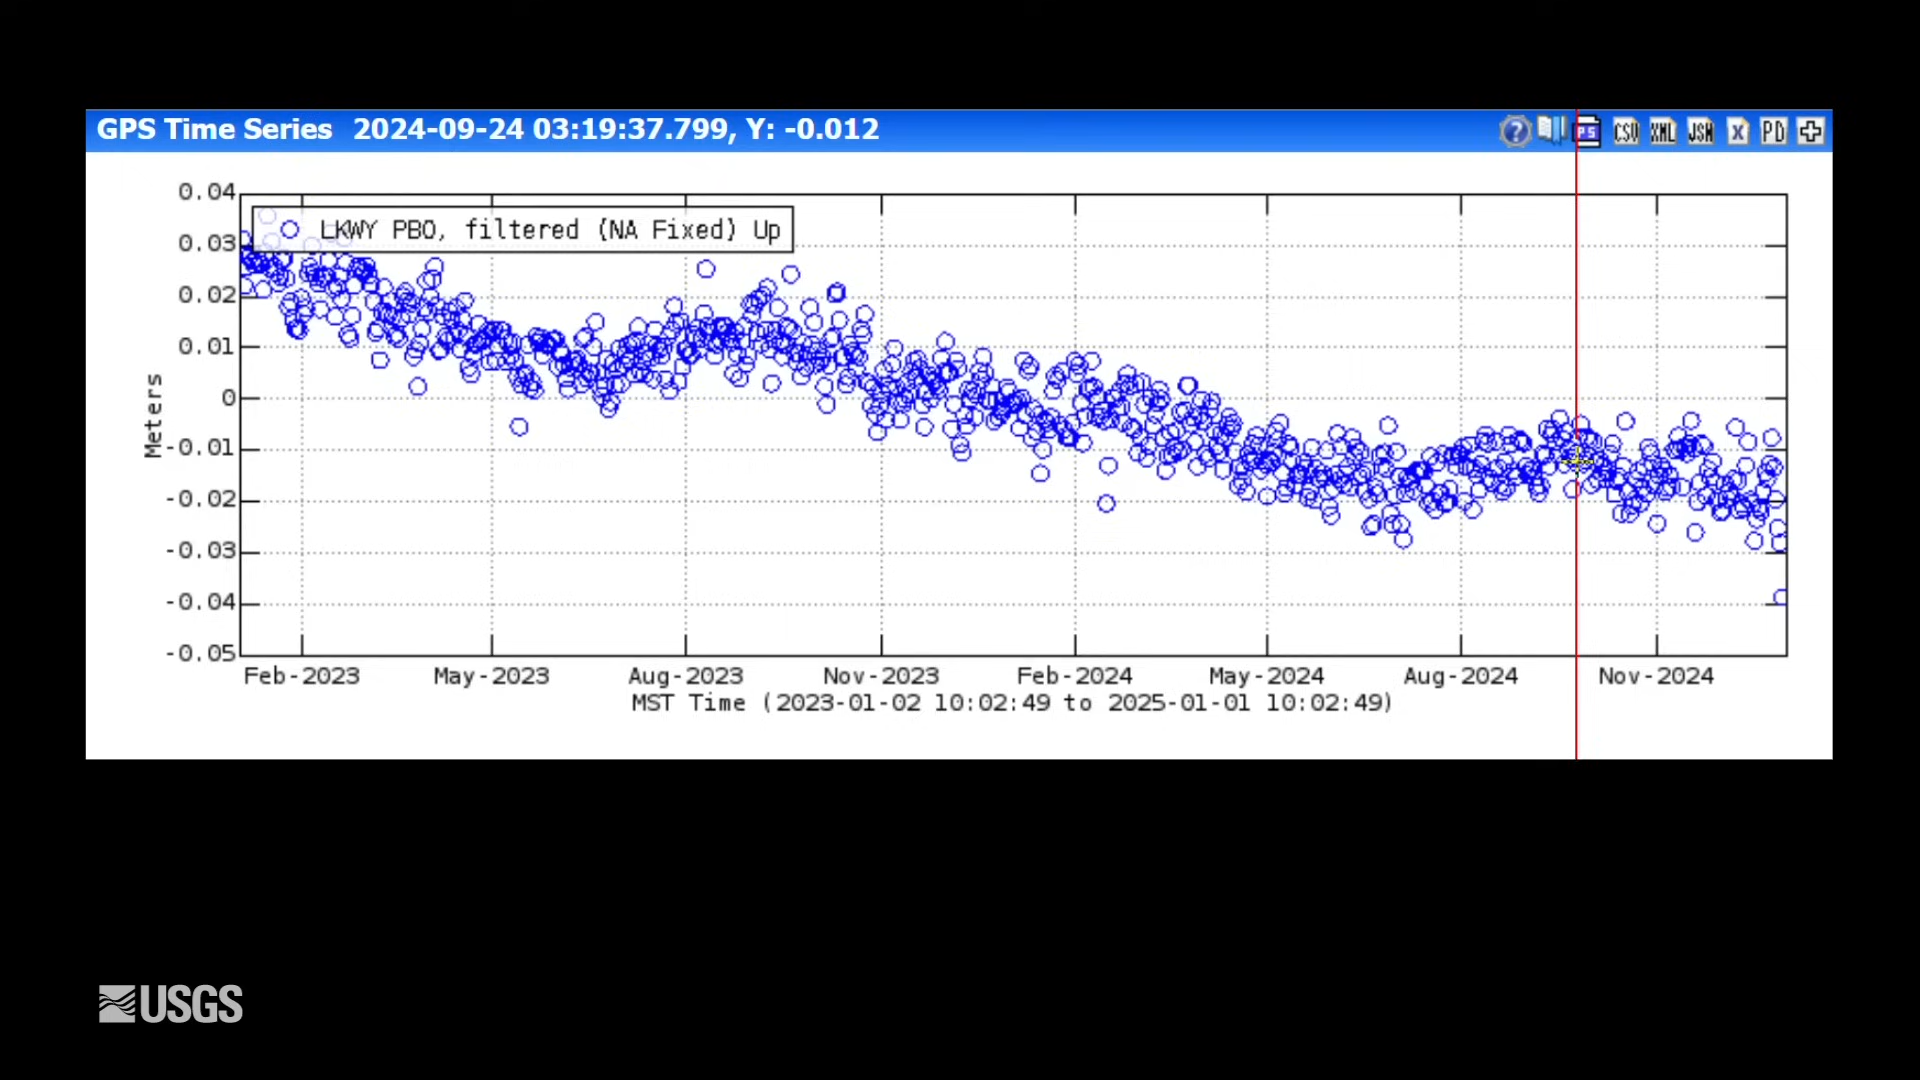 GPS Time Series 2024-09-24 03:19:37.799, Y: -0.012
? PS CSV XML JSN X PD
LKWY PBO, filtered (NA Fixed) Up
0.04
0.03
0.02
0.01
0
-0.01
-0.02
-0.03
-0.04
-0.05
Meters
Feb-2023 May-2023 Aug-2023 Nov-2023 Feb-2024 May-2024 Aug-2024 Nov-2024
MST Time (2023-01-02 10:02:49 to 2025-01-01 10:02:49)
USGS